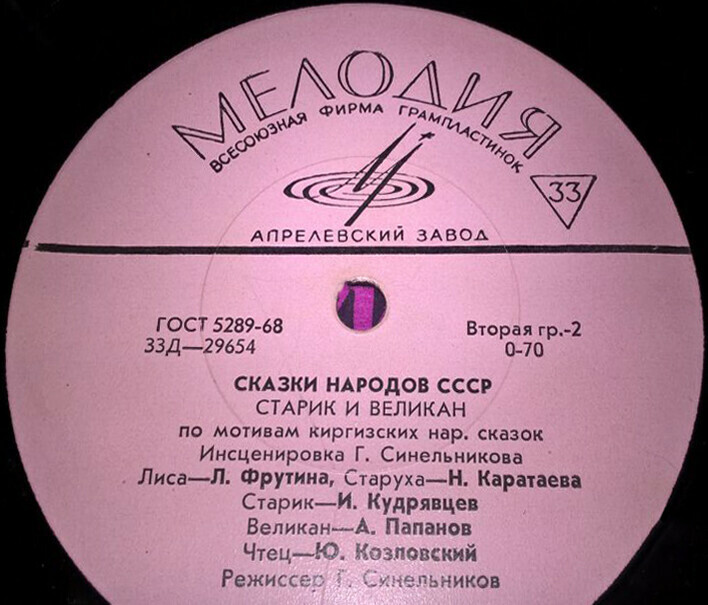 МЕЛОДИЯ
ВСЕСОЮЗНАЯ ФИРМА ГРАМПЛАСТИНОК
33
АПРЕЛЕВСКИЙ ЗАВОД
ГОСТ 5289-68
33Д—29654
Вторая гр.-2
0-70
СКАЗКИ НАРОДОВ СССР
СТАРИК И ВЕЛИКАН
по мотивам киргизских нар. сказок
Инсценировка Г. Синельникова
Лиса—Л. Фрутина, Старуха—Н. Каратаева
Старик—И. Кудрявцев
Великан—А. Папанов
Чтец—Ю. Козловский
Режиссер Г. Синельников